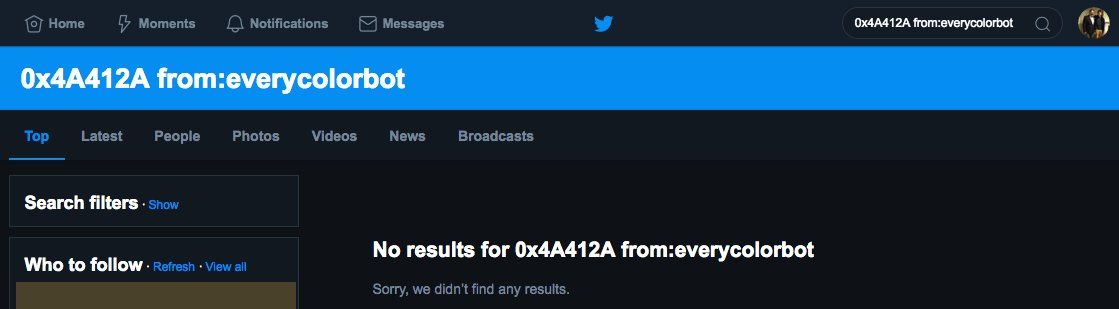 Home Moments Notifications Messages 0x4A412A from:everycolorbot
0x4A412A from:everycolorbot
Top Latest People Photos Videos News Broadcasts
Search filters · Show
No results for 0x4A412A from:everycolorbot
Who to follow · Refresh · View all
Sorry, we didn't find any results.